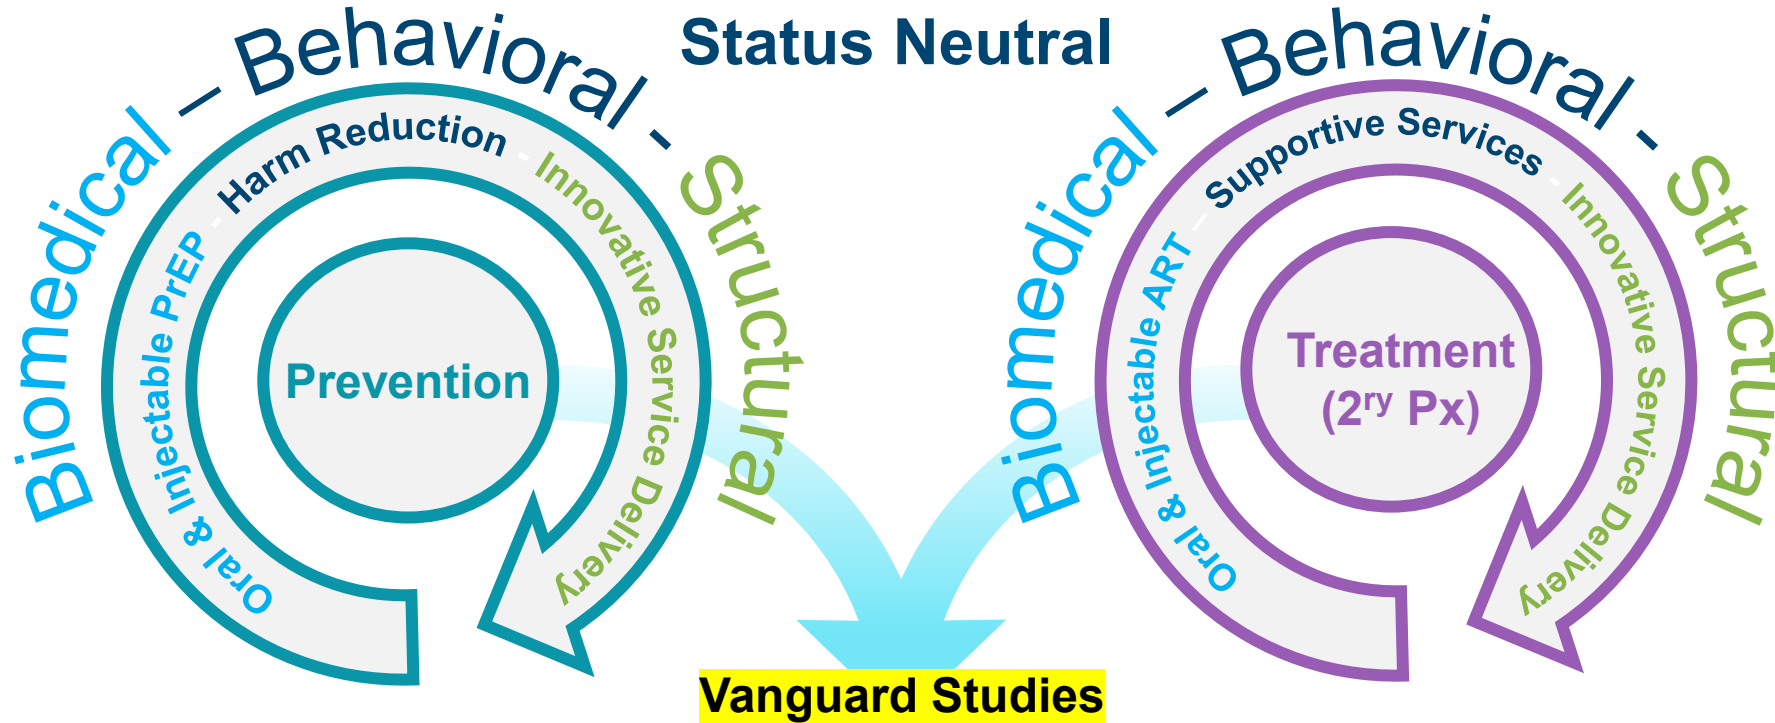 Status Neutral
Biomedical – Behavioral - Structural
Oral & Injectable PrEP - Harm Reduction - Innovative Service Delivery
Prevention
Biomedical – Behavioral - Structural
Oral & Injectable ART – Supportive Services - Innovative Service Delivery
Treatment
(2ry Px)
Vanguard Studies